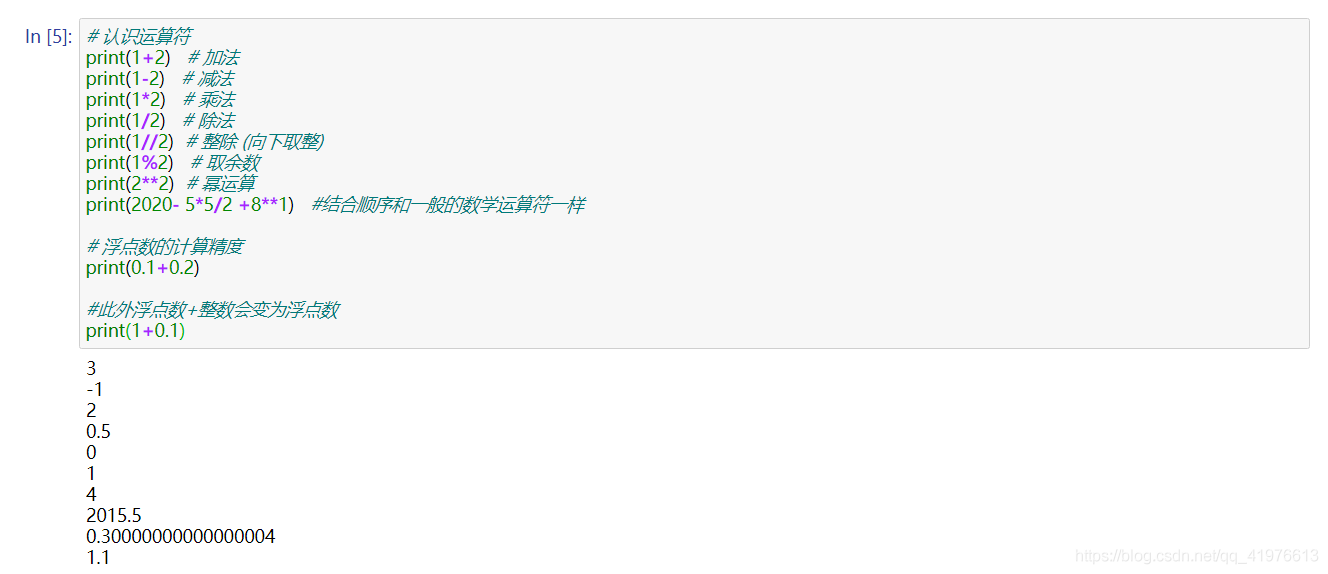 In [5]:
# 认识运算符
print(1+2)   # 加法
print(1-2)   # 减法
print(1*2)   # 乘法
print(1/2)   # 除法
print(1//2)  # 整除 (向下取整)
print(1%2)   # 取余数
print(2**2)  # 幂运算
print(2020- 5*5/2 +8**1)   #结合顺序和一般的数学运算符一样
# 浮点数的计算精度
print(0.1+0.2)
#此外浮点数+整数会变为浮点数
print(1+0.1)
3
-1
2
0.5
0
1
4
2015.5
0.30000000000000004
1.1
https://blog.csdn.net/qq_41976613